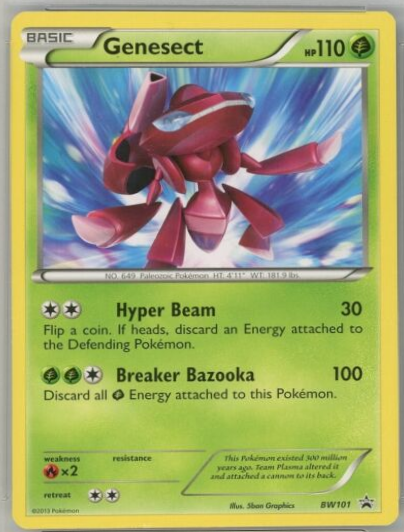 BASIC Genesect HP110
NO. 649 Paleozoic Pokémon HT: 4'11" WT: 181.9 lbs.
Hyper Beam 30
Flip a coin. If heads, discard an Energy attached to
the Defending Pokémon.
Breaker Bazooka 100
Discard all Energy attached to this Pokémon.
weakness resistance
×2
retreat
This Pokémon existed 300 million
years ago. Team Plasma altered it
and attached a cannon to its back.
Illus. 5ban Graphics BW101
©2013 Pokémon